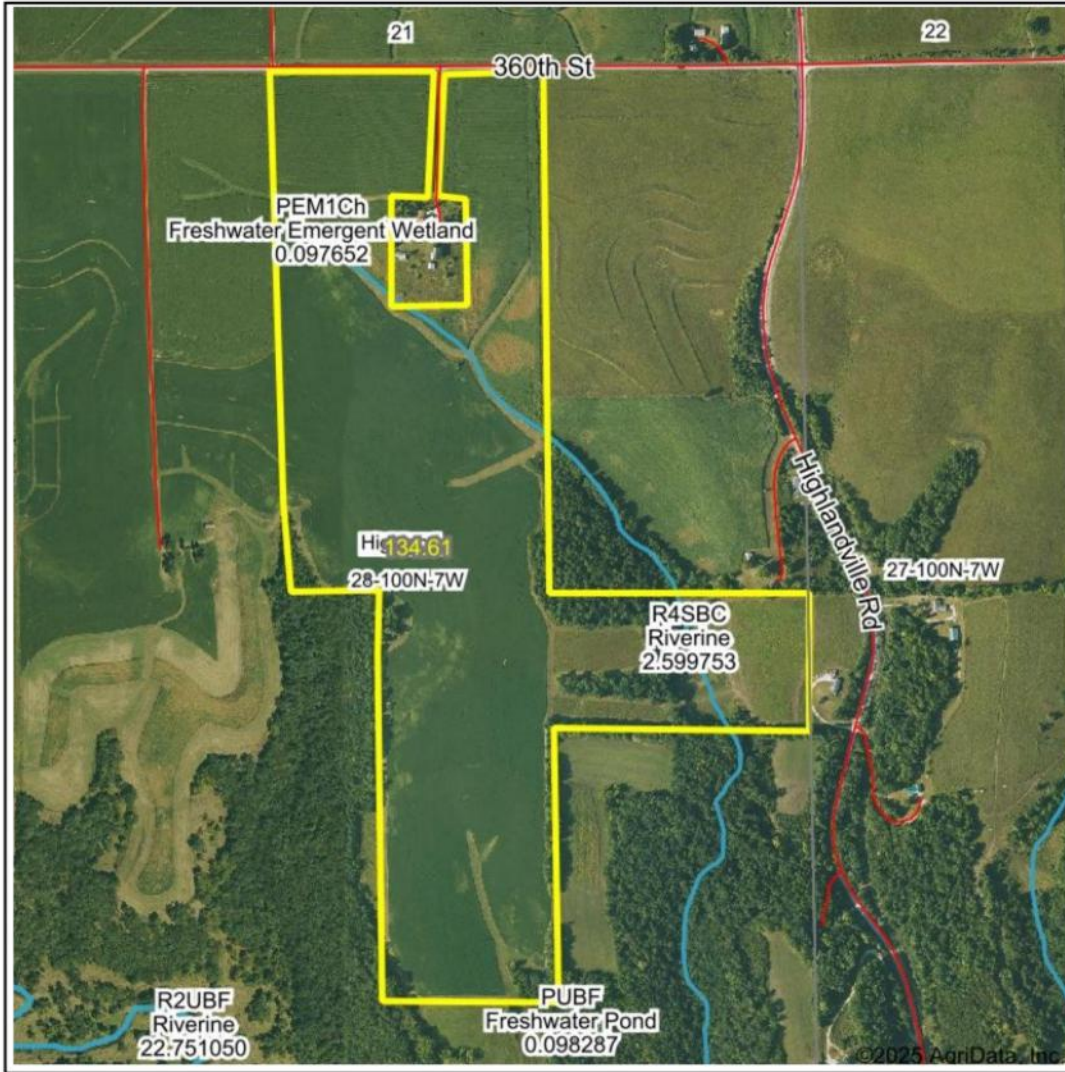 21
22
360th St
PEM1Ch
Freshwater Emergent Wetland
0.097652
Highlandville Rd
134.61
28-100N-7W
27-100N-7W
R4SBC
Riverine
2.599753
R2UBF
Riverine
22.751050
PUBF
Freshwater Pond
0.098287
©2025 AgriData, Inc.